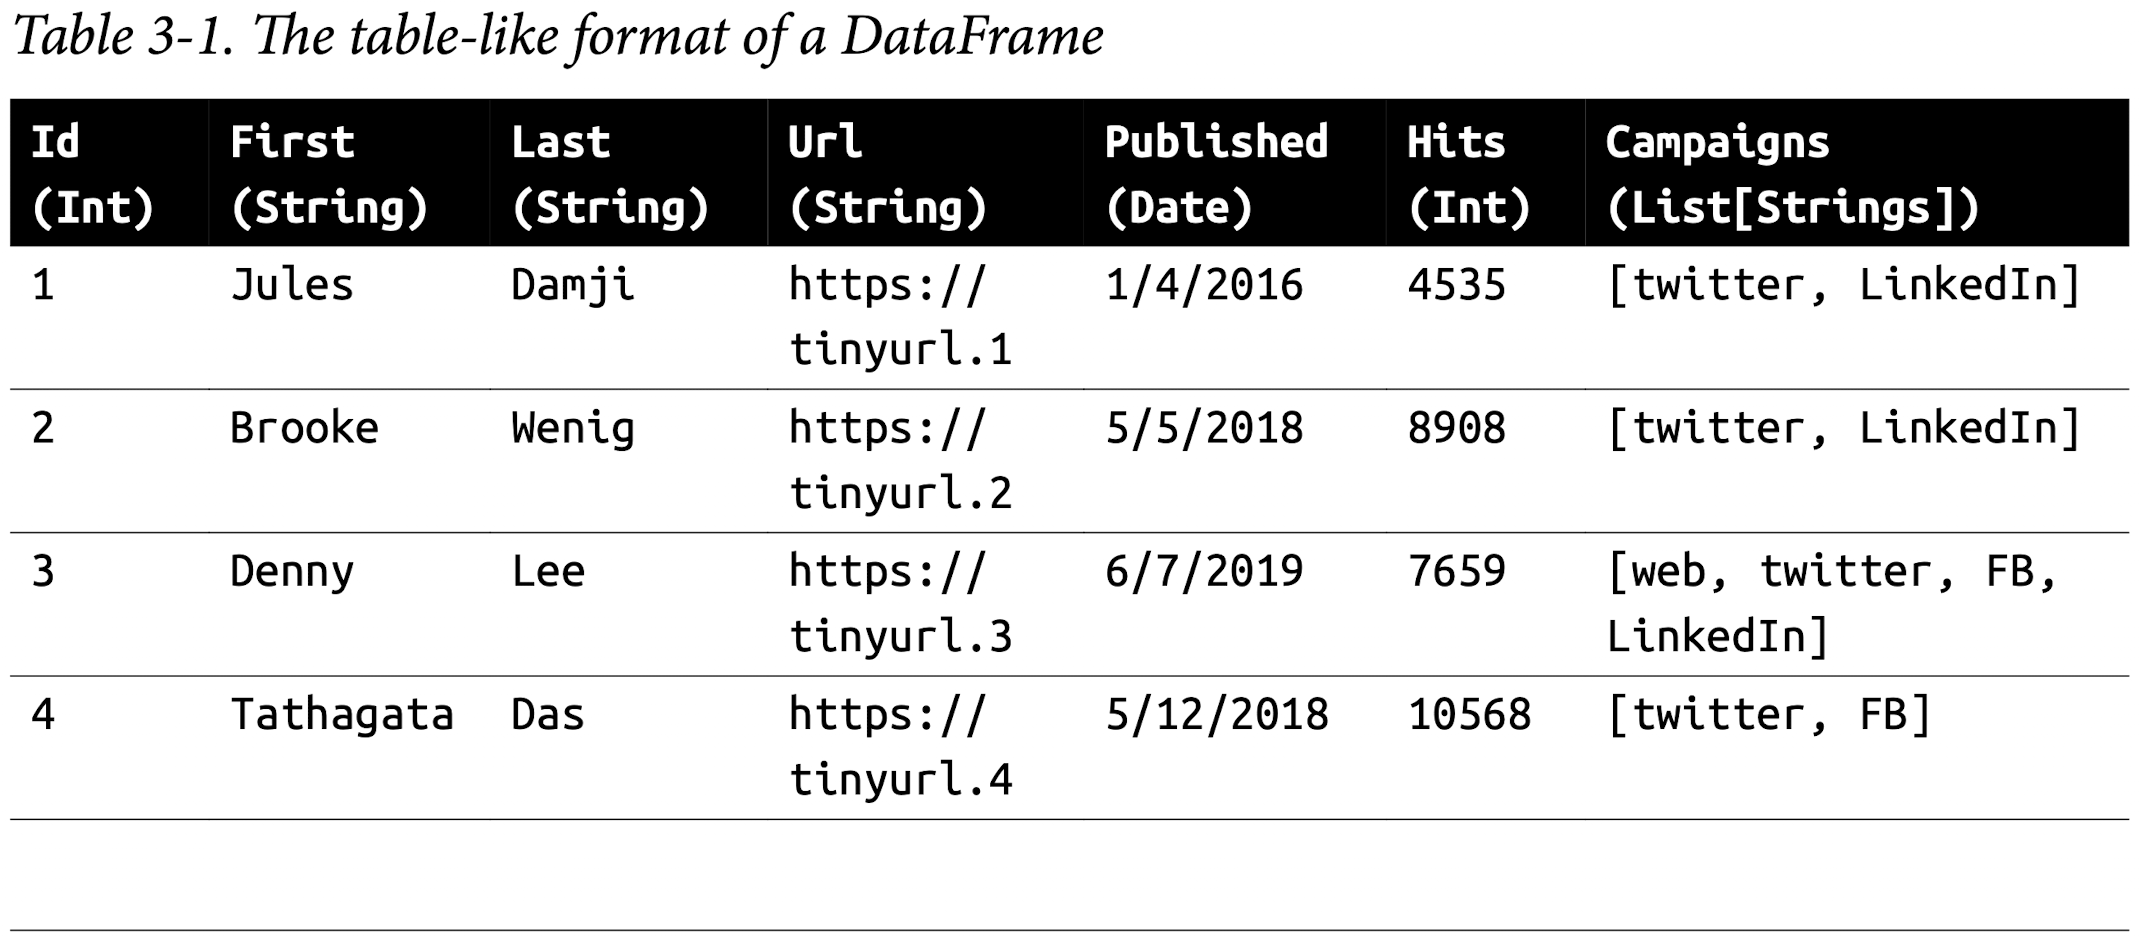 Table 3-1. The table-like format of a DataFrame
Id First Last Url Published Hits Campaigns
(Int) (String) (String) (String) (Date) (Int) (List[Strings])
1 Jules Damji https:// 1/4/2016 4535 [twitter, LinkedIn]
tinyurl.1
2 Brooke Wenig https:// 5/5/2018 8908 [twitter, LinkedIn]
tinyurl.2
3 Denny Lee https:// 6/7/2019 7659 [web, twitter, FB,
tinyurl.3 LinkedIn]
4 Tathagata Das https:// 5/12/2018 10568 [twitter, FB]
tinyurl.4